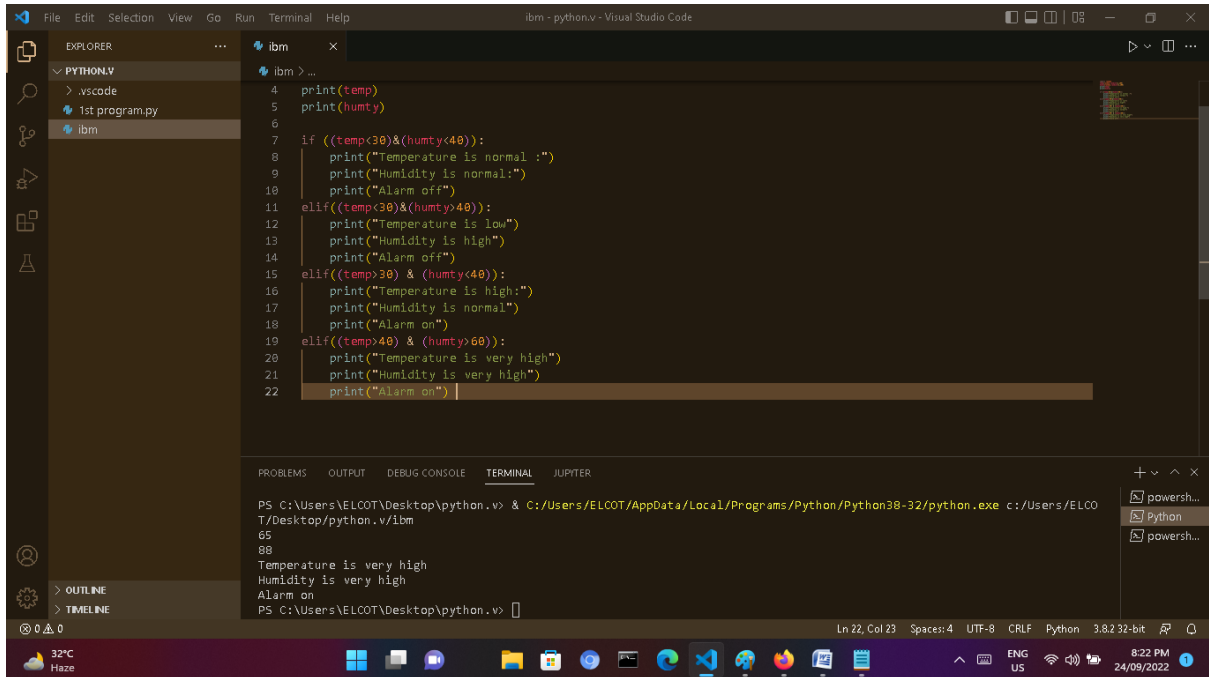 File Edit Selection View Go Run Terminal Help ibm - python.v - Visual Studio Code
EXPLORER
PYTHON.V
.vscode
1st program.py
ibm
OUTLINE
TIMELINE
ibm
ibm > ...
4 print(temp)
5 print(humty)
6
7 if ((temp<30)&(humty<40)):
8 print("Temperature is normal :")
9 print("Humidity is normal:")
10 print("Alarm off")
11 elif((temp<30)&(humty>40)):
12 print("Temperature is low")
13 print("Humidity is high")
14 print("Alarm off")
15 elif((temp>30) & (humty<40)):
16 print("Temperature is high:")
17 print("Humidity is normal")
18 print("Alarm on")
19 elif((temp>40) & (humty>60)):
20 print("Temperature is very high")
21 print("Humidity is very high")
22 print("Alarm on")
PROBLEMS OUTPUT DEBUG CONSOLE TERMINAL JUPYTER
PS C:\Users\ELCOT\Desktop\python.v> & C:/Users/ELCOT/AppData/Local/Programs/Python/Python38-32/python.exe c:/Users/ELCO
T/Desktop/python.v/ibm
65
88
Temperature is very high
Humidity is very high
Alarm on
PS C:\Users\ELCOT\Desktop\python.v>
powersh...
Python
powersh...
0 0 Ln 22, Col 23 Spaces: 4 UTF-8 CRLF Python 3.8.2 32-bit
32°C
Haze
ENG
US
8:22 PM
24/09/2022
1